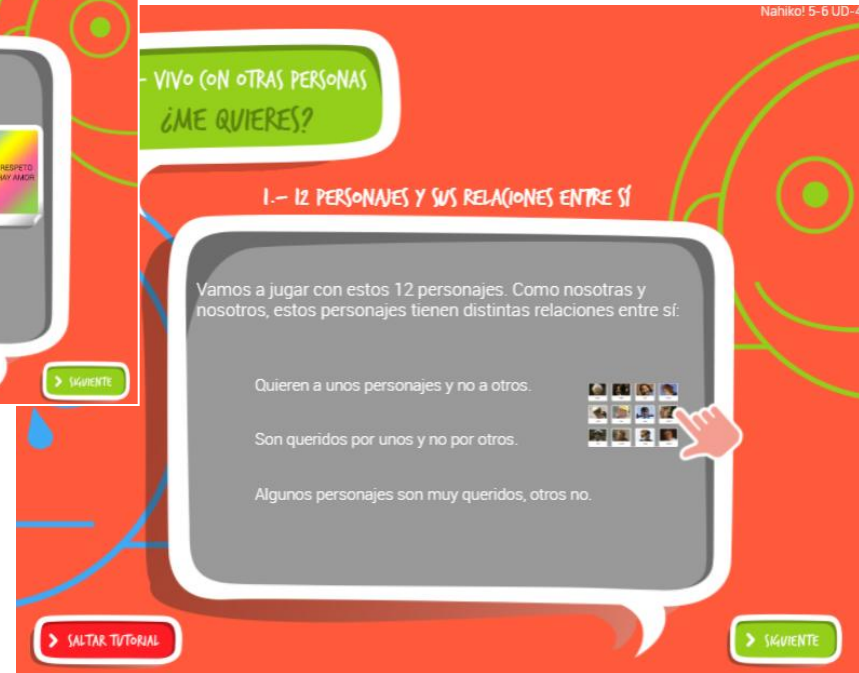 Nahiko! 5-6 UD-4
- VIVO CON OTRAS PERSONAS
¿ME QUIERES?
RESPETO
HAY AMOR
SIGUIENTE
1.- 12 PERSONAJES Y SUS RELACIONES ENTRE SÍ
Vamos a jugar con estos 12 personajes. Como nosotras y
nosotros, estos personajes tienen distintas relaciones entre sí:
Quieren a unos personajes y no a otros.
Son queridos por unos y no por otros.
Algunos personajes son muy queridos, otros no.
SALTAR TUTORIAL
SIGUIENTE